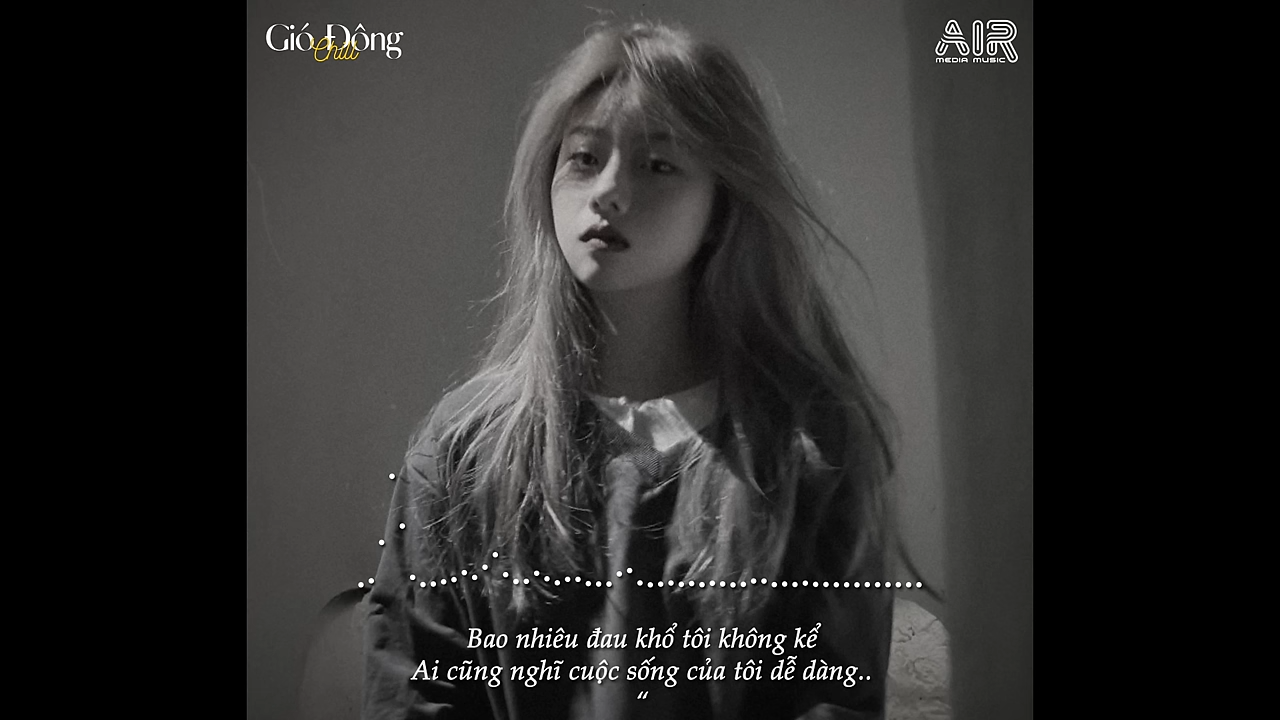 Gió Đông
Chill
AIR
MEDIA MUSIC
Bao nhiêu đau khổ tôi không kể
Ai cũng nghĩ cuộc sống của tôi dễ dàng..
“